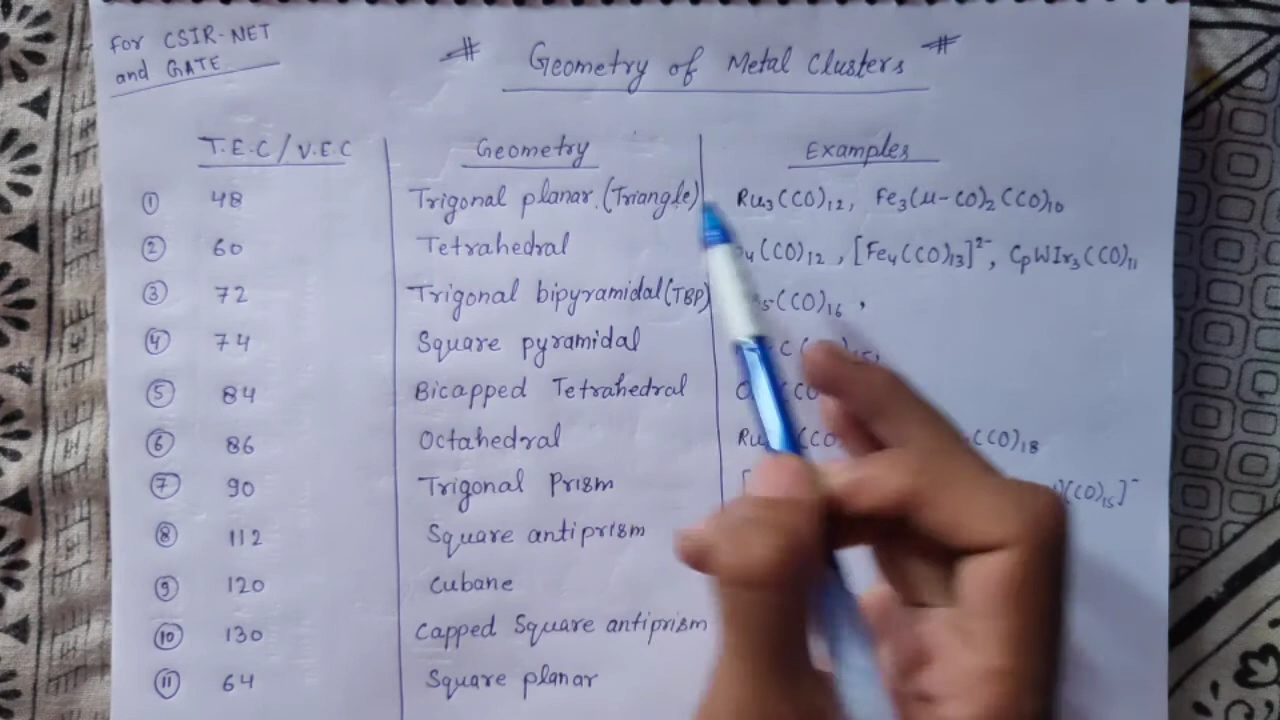 For CSIR-NET
and GATE
# Geometry of Metal Clusters #
T.E.C/V.E.C Geometry Examples
① 48 Trigonal planar.(Triangle) Ru3(CO)12, Fe3(μ-CO)2(CO)10
② 60 Tetrahedral (CO)12, [Fe4(CO)13]2-, CpWIr3(CO)11
③ 72 Trigonal bipyramidal(TBP) (CO)16,
④ 74 Square pyramidal
⑤ 84 Bicapped Tetrahedral
⑥ 86 Octahedral (CO)18
⑦ 90 Trigonal Prism (CO)15]-
⑧ 112 Square antiprism
⑨ 120 Cubane
⑩ 130 Capped Square antiprism
⑪ 64 Square planar